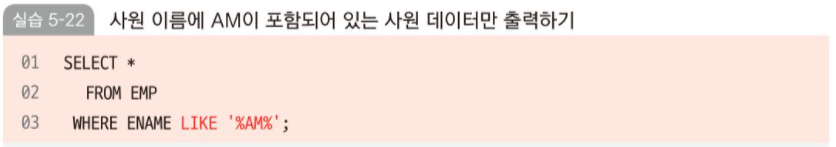 실습 5-22 사원 이름에 AM이 포함되어 있는 사원 데이터만 출력하기
01 SELECT *
02 FROM EMP
03 WHERE ENAME LIKE '%AM%';